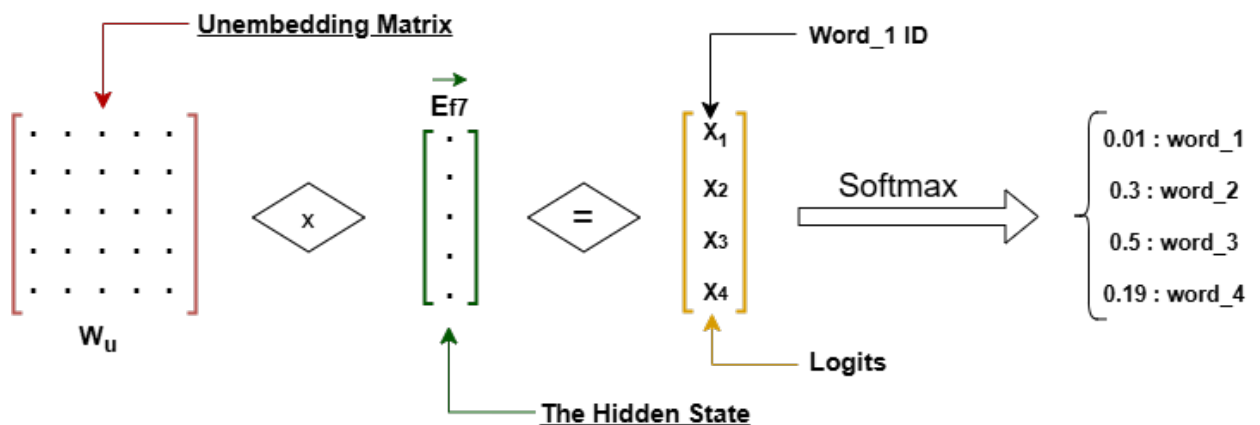 Unembedding Matrix
Word_1 ID
Ef7
X1
X2
X3
X4
x
=
Softmax
0.01 : word_1
0.3 : word_2
0.5 : word_3
0.19 : word_4
Wu
Logits
The Hidden State